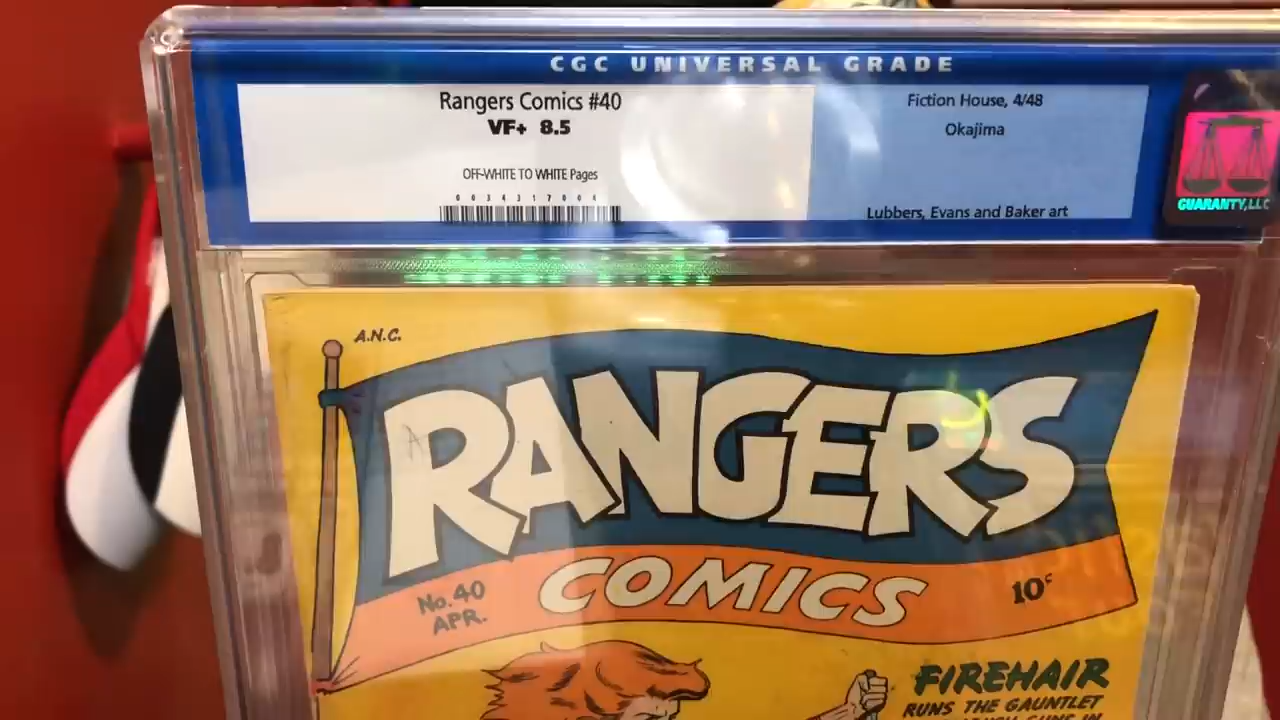 CGC UNIVERSAL GRADE
Rangers Comics #40
VF+ 8.5
OFF-WHITE TO WHITE Pages
Fiction House, 4/48
Okajima
Lubbers, Evans and Baker art
GUARANTY, LLC
A.N.C.
RANGERS
COMICS
No. 40
APR.
10¢
FIREHAIR
RUNS THE GAUNTLET